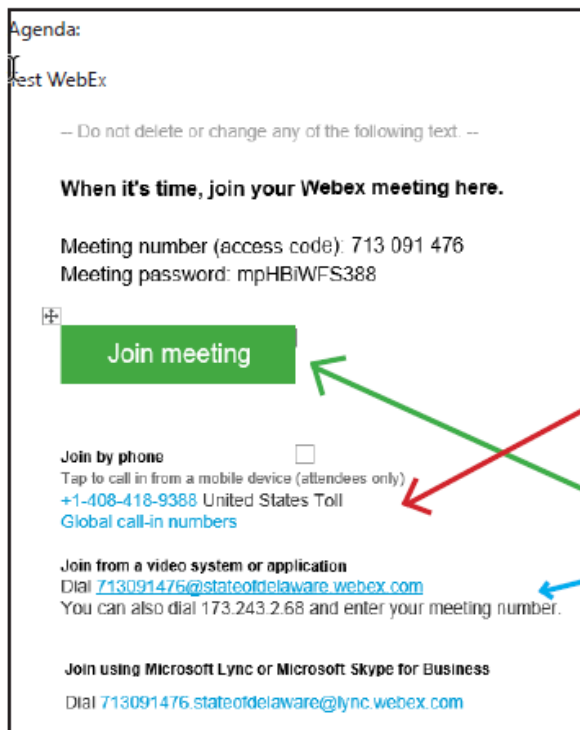 Agenda:
Test WebEx
-- Do not delete or change any of the following text. --
When it's time, join your Webex meeting here.
Meeting number (access code): 713 091 476
Meeting password: mpHBiWFS388
Join meeting
Join by phone
Tap to call in from a mobile device (attendees only)
+1-408-418-9388 United States Toll
Global call-in numbers
Join from a video system or application
Dial 713091476@stateofdelaware.webex.com
You can also dial 173.243.2.68 and enter your meeting number.
Join using Microsoft Lync or Microsoft Skype for Business
Dial 713091476.stateofdelaware@lync.webex.com